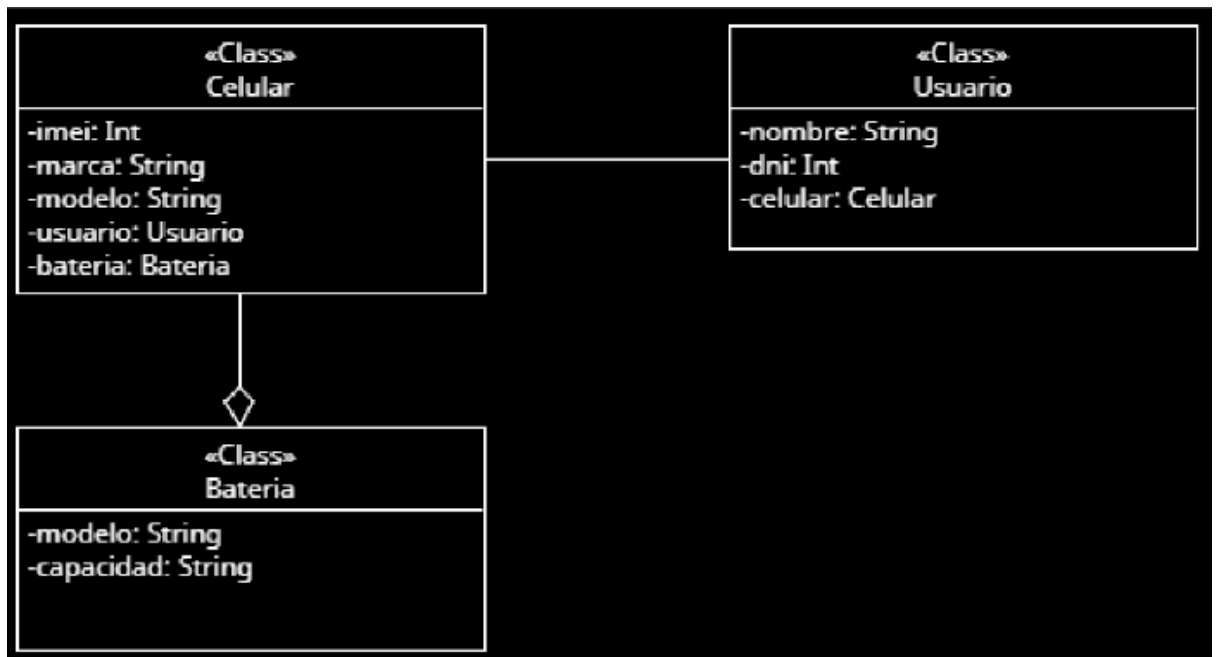 «Class»
Celular
-imei: Int
-marca: String
-modelo: String
-usuario: Usuario
-bateria: Bateria
«Class»
Usuario
-nombre: String
-dni: Int
-celular: Celular
«Class»
Bateria
-modelo: String
-capacidad: String